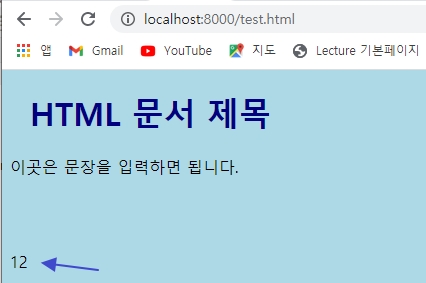 localhost:8000/test.html
앱 Gmail YouTube 지도 Lecture 기본페이지
HTML 문서 제목
이곳은 문장을 입력하면 됩니다.
12